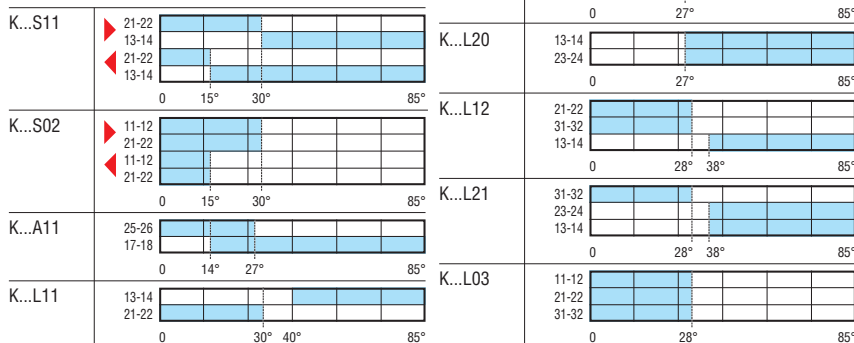 K...S11
21-22
13-14
21-22
13-14
0 15° 30° 85°
K...S02
11-12
21-22
11-12
21-22
0 15° 30° 85°
K...A11
25-26
17-18
0 14° 27° 85°
K...L11
13-14
21-22
0 30° 40° 85°
0 27° 85°
K...L20
13-14
23-24
0 27° 85°
K...L12
21-22
31-32
13-14
0 28° 38° 85°
K...L21
31-32
23-24
13-14
0 28° 38° 85°
K...L03
11-12
21-22
31-32
0 28° 85°